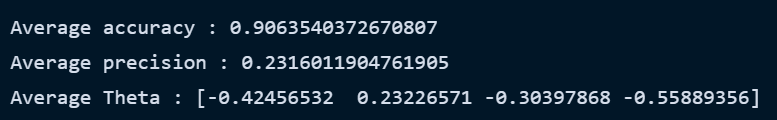 Average accuracy : 0.9063540372670807
Average precision : 0.2316011904761905
Average Theta : [-0.42456532  0.23226571 -0.30397868 -0.55889356]